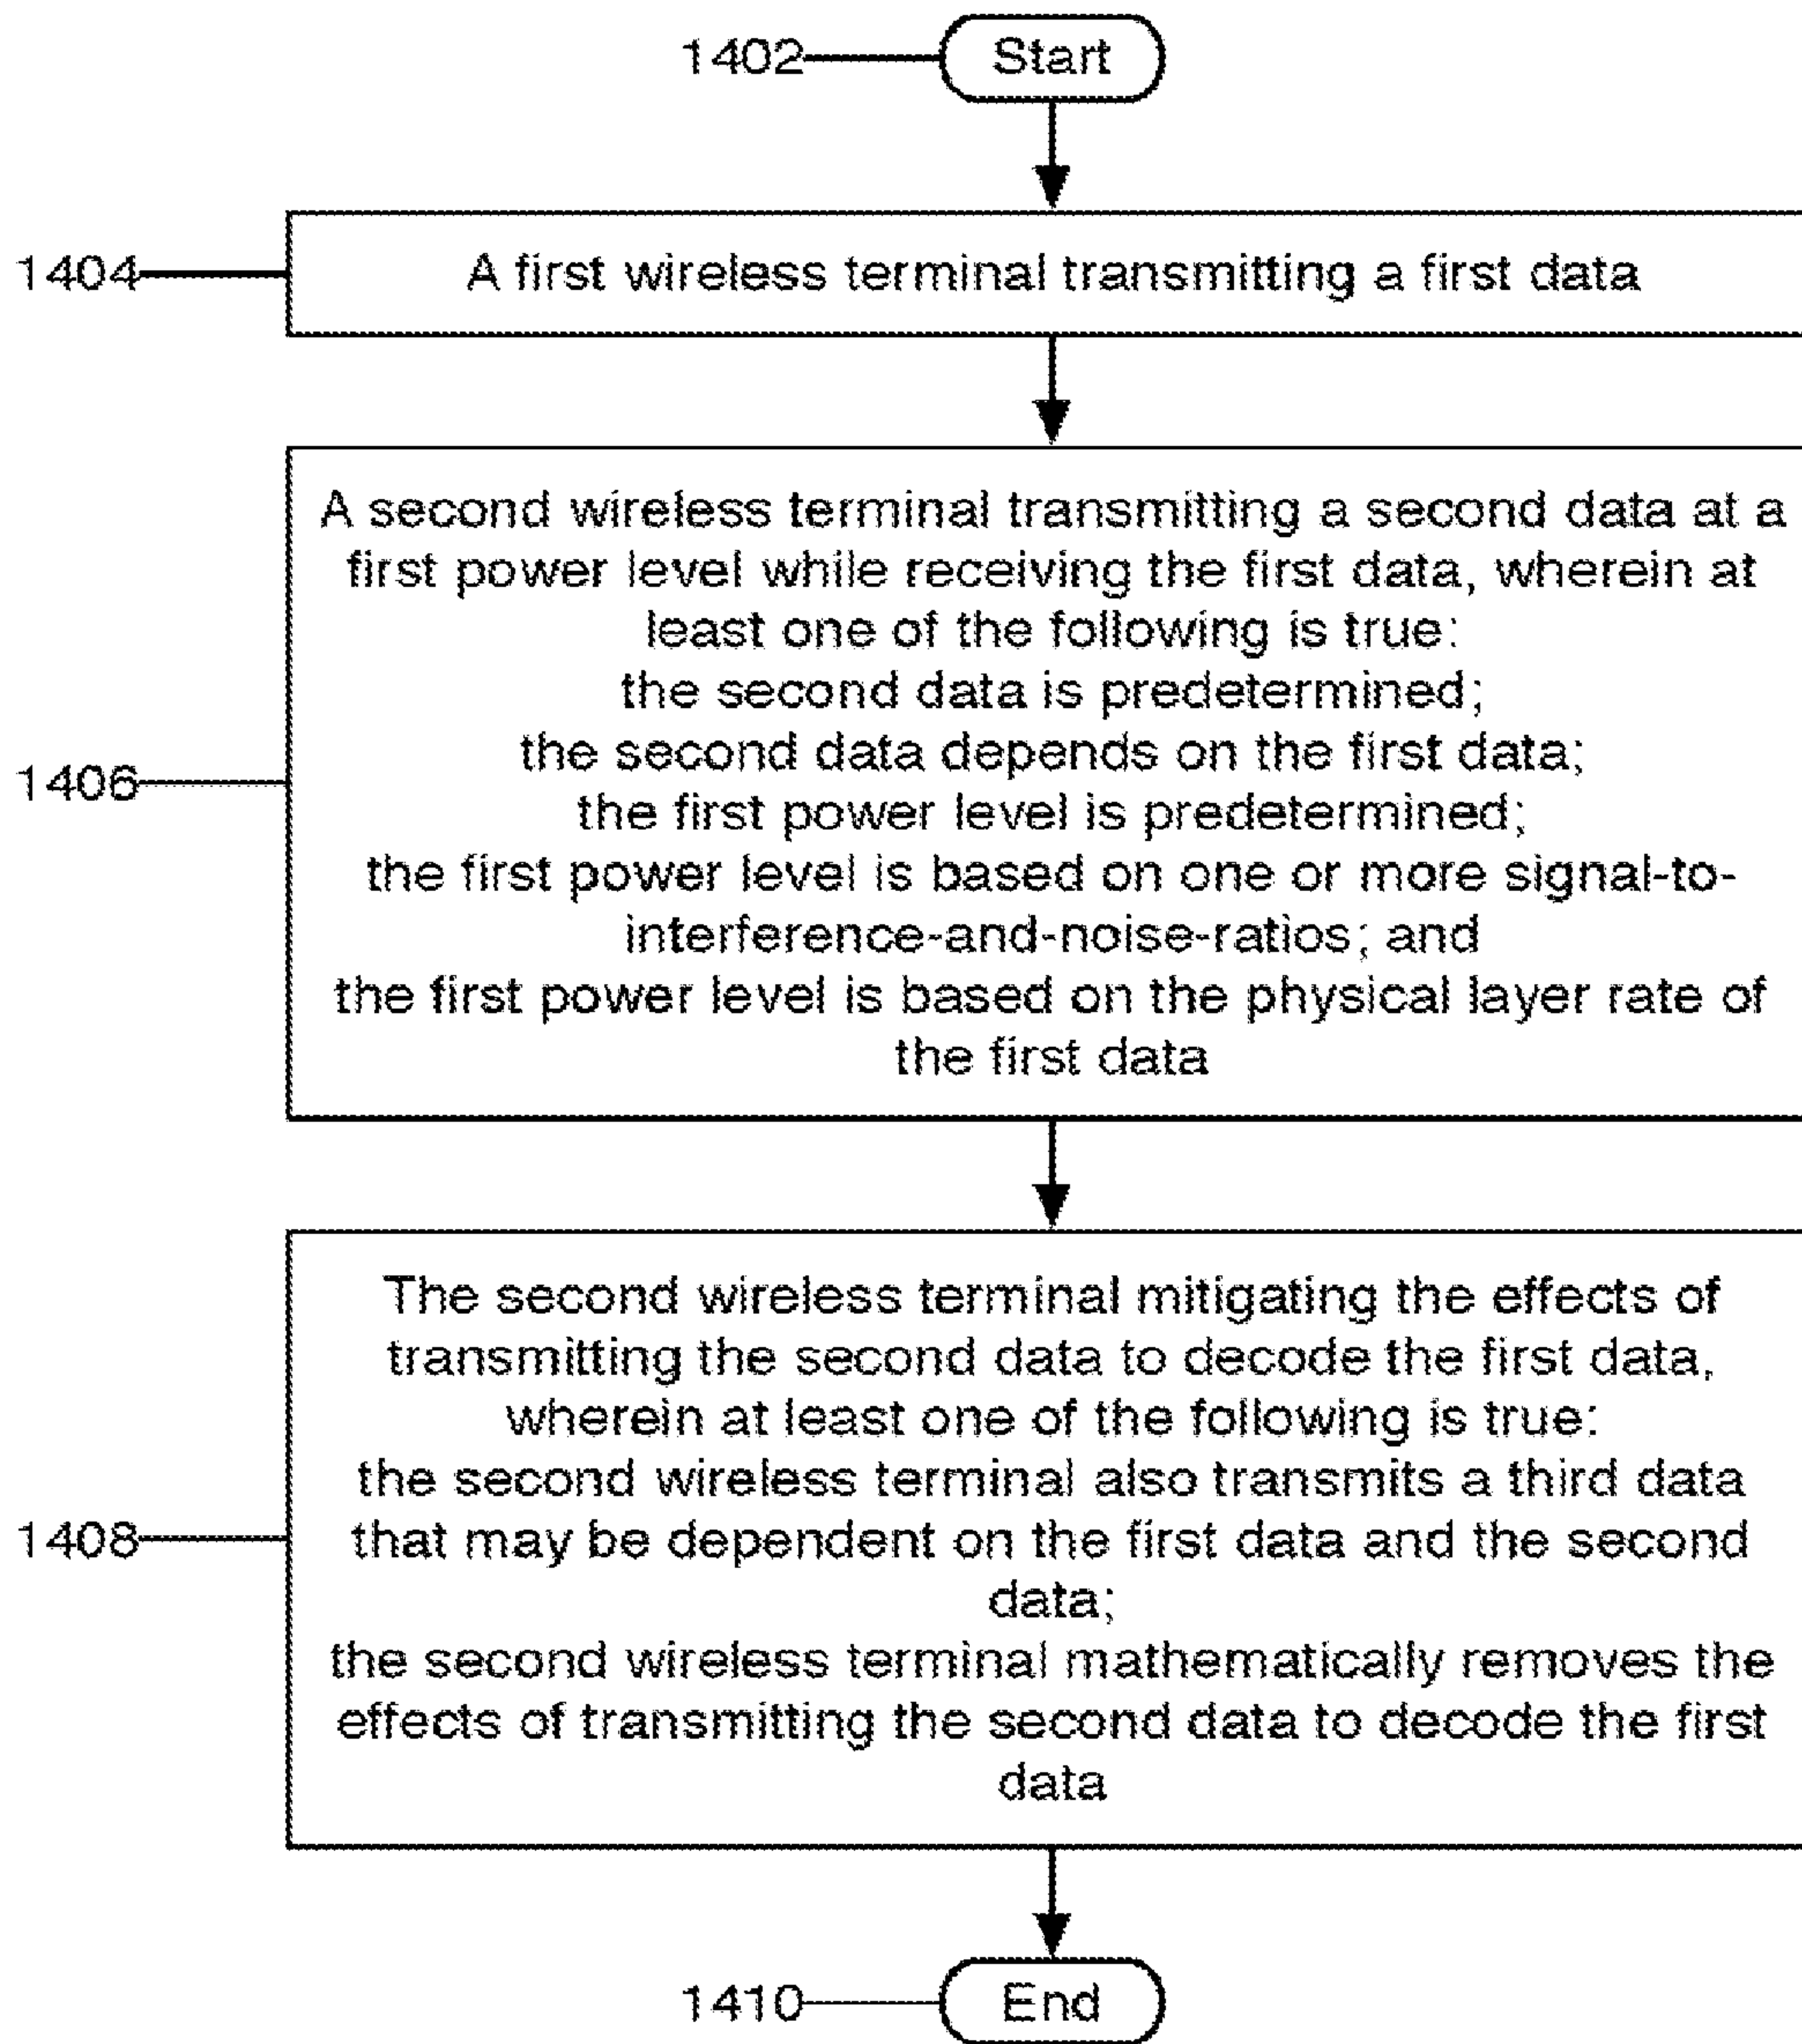 1402 Start
1404 A first wireless terminal transmitting a first data
A second wireless terminal transmitting a second data at a
first power level while receiving the first data, wherein at
least one of the following is true:
the second data is predetermined;
the second data depends on the first data;
1406
the first power level is predetermined;
the first power level is based on one or more signal-to-
interference-and-noise-ratios; and
the first power level is based on the physical layer rate of
the first data
The second wireless terminal mitigating the effects of
transmitting the second data to decode the first data,
wherein at least one of the following is true:
the second wireless terminal also transmits a third data
1408 that may be dependent on the first data and the second
data;
the second wireless terminal mathematically removes the
effects of transmitting the second data to decode the first
data
1410 End